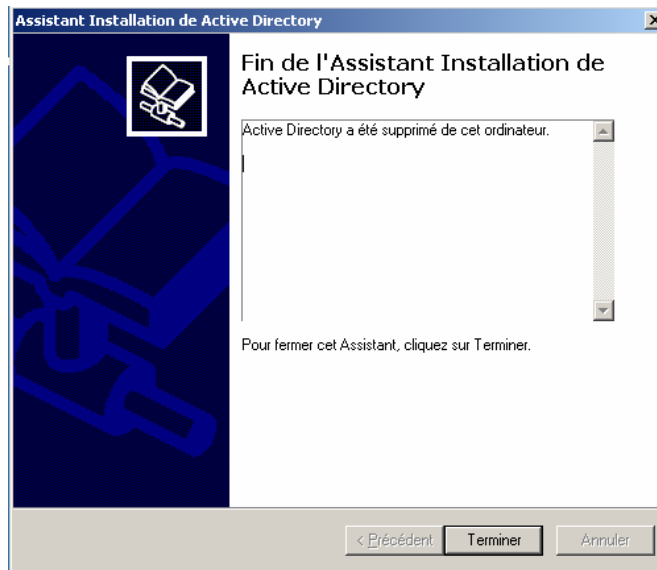 Assistant Installation de Active Directory
Fin de l'Assistant Installation de
Active Directory
Active Directory a été supprimé de cet ordinateur.
Pour fermer cet Assistant, cliquez sur Terminer.
< Précédent Terminer Annuler